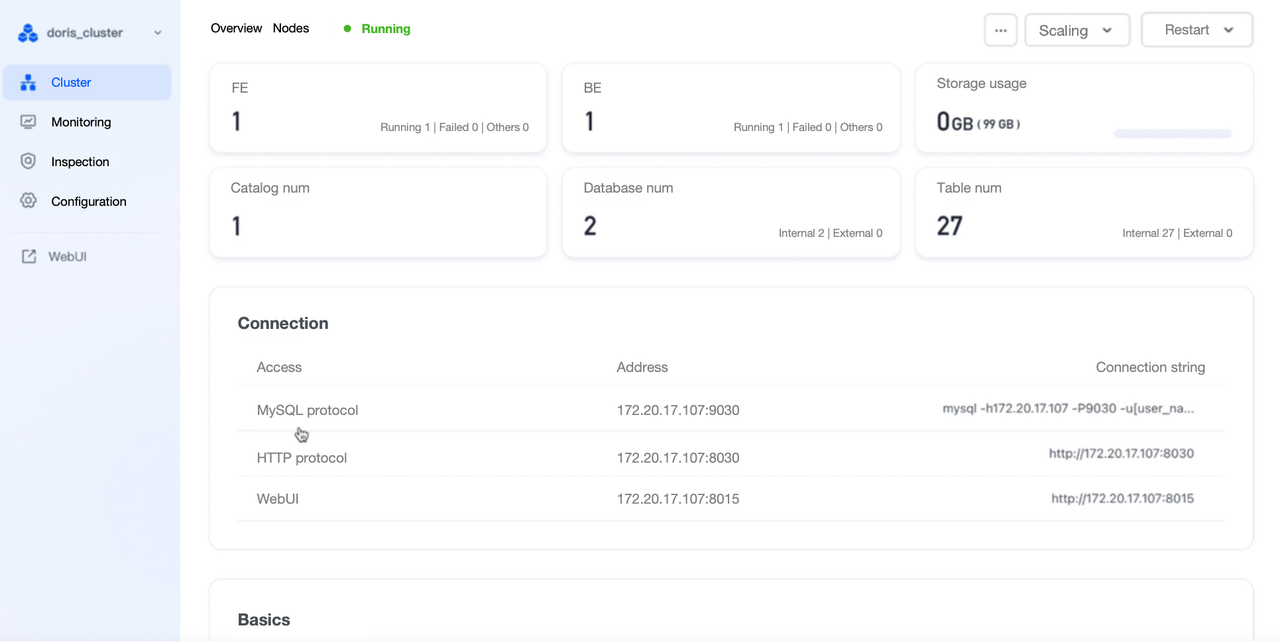 doris_cluster
Overview Nodes Running
... Scaling Restart
Cluster
Monitoring
Inspection
Configuration
WebUI
FE
1
Running 1 | Failed 0 | Others 0
BE
1
Running 1 | Failed 0 | Others 0
Storage usage
0GB ( 99 GB )
Catalog num
1
Database num
2
Internal 2 | External 0
Table num
27
Internal 27 | External 0
Connection
Access Address Connection string
MySQL protocol 172.20.17.107:9030 mysql -h172.20.17.107 -P9030 -u[user_na...
HTTP protocol 172.20.17.107:8030 http://172.20.17.107:8030
WebUI 172.20.17.107:8015 http://172.20.17.107:8015
Basics